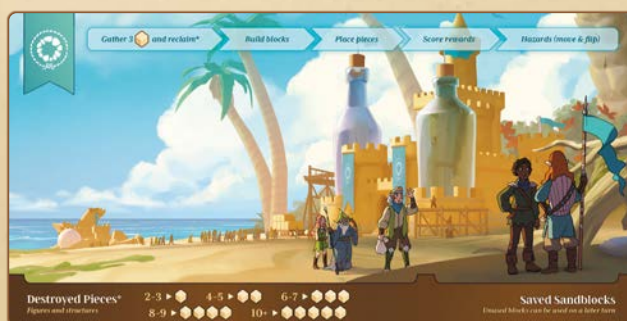 Gather 3 and reclaim* Build blocks Place pieces Score rewards Hazards (move & flip)
Destroyed Pieces*
Figures and structures
2-3 4-5 6-7
8-9 10+
Saved Sandblocks
Unused blocks can be used on a later turn